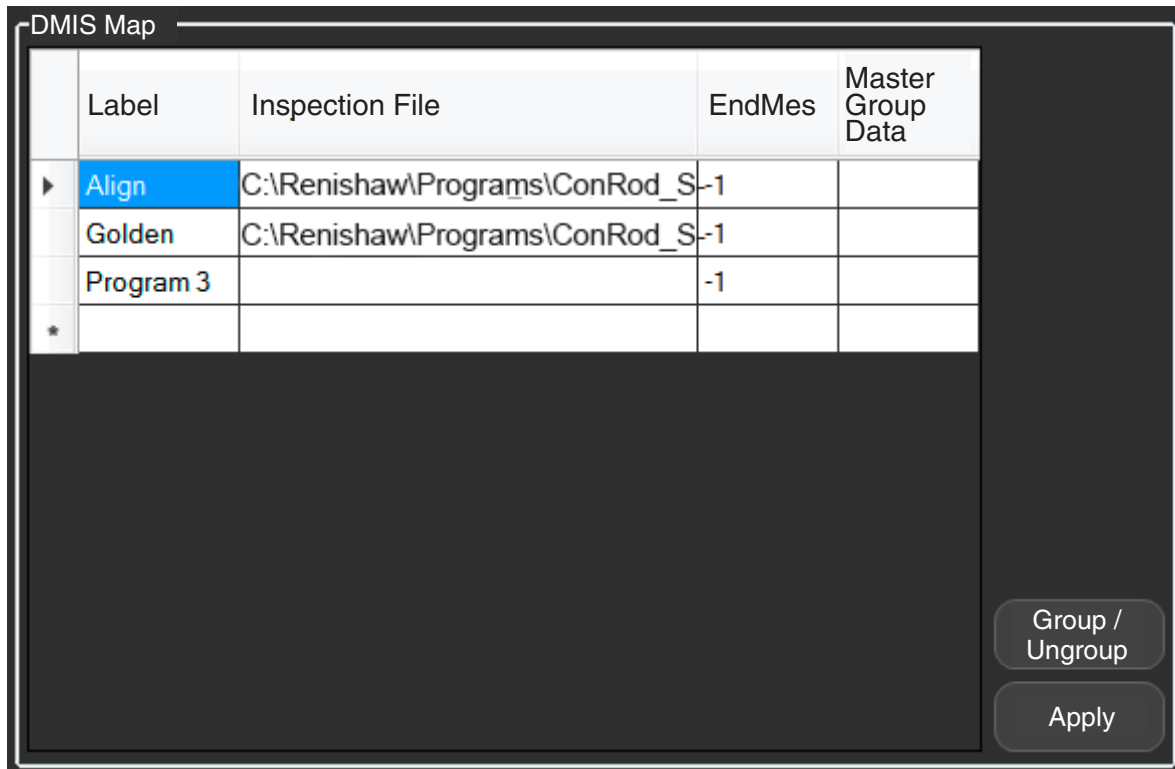 DMIS Map
Label Inspection File EndMes Master Group Data
Align C:\Renishaw\Programs\ConRod_S -1
Golden C:\Renishaw\Programs\ConRod_S -1
Program 3 -1
*
Group /
Ungroup
Apply